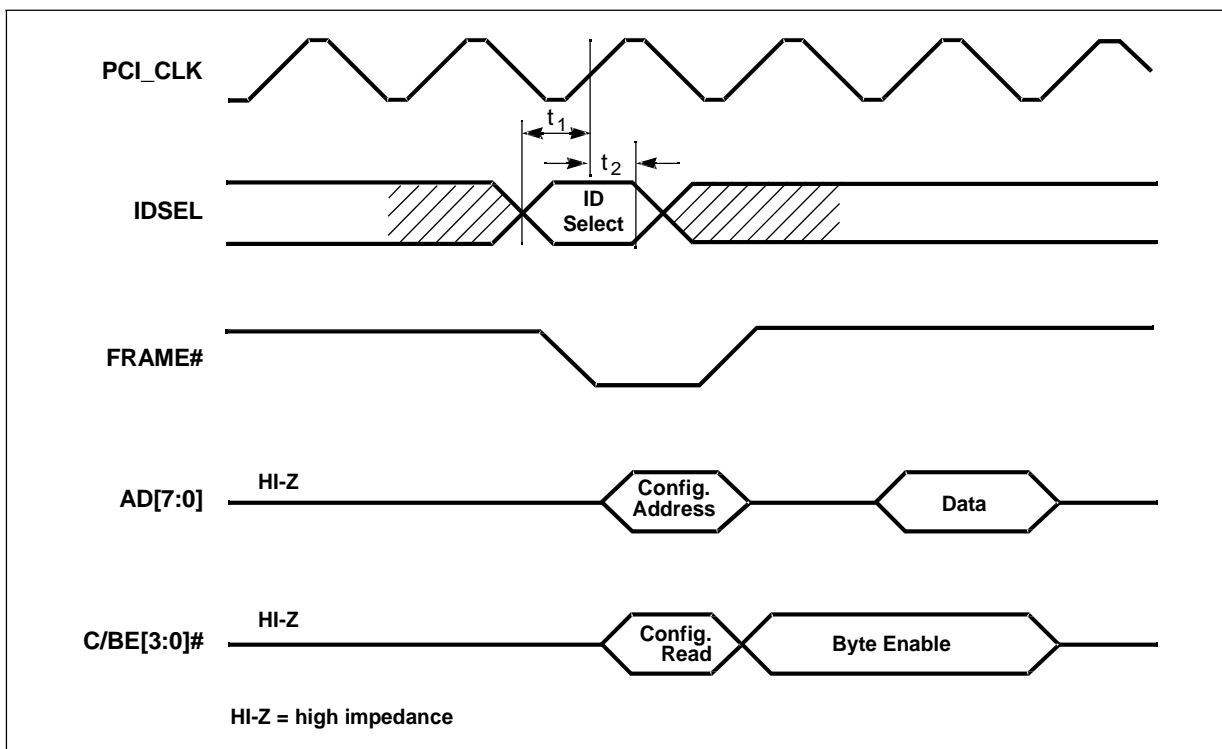 PCI_CLK
t1
t2
IDSEL
ID
Select
FRAME#
AD[7:0]
HI-Z
Config.
Address
Data
C/BE[3:0]#
HI-Z
Config.
Read
Byte Enable
HI-Z = high impedance